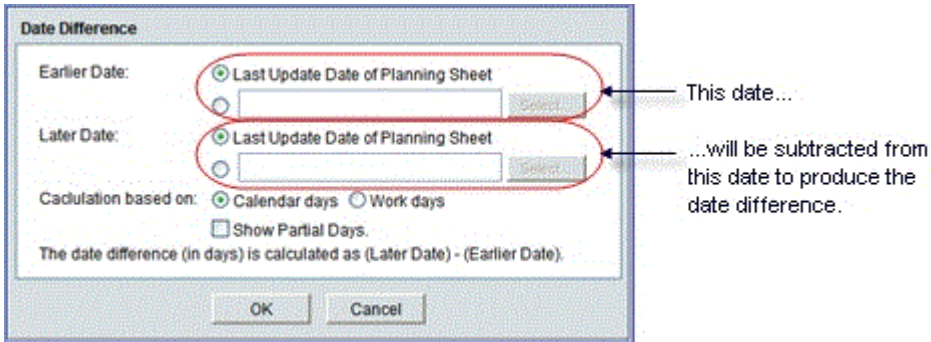 Date Difference
Earlier Date:
Last Update Date of Planning Sheet
This date...
Select...
Later Date:
Last Update Date of Planning Sheet
...will be subtracted from
this date to produce the
date difference.
Select...
Caclulation based on:
Calendar days
Work days
Show Partial Days.
The date difference (in days) is calculated as (Later Date) - (Earlier Date).
OK
Cancel